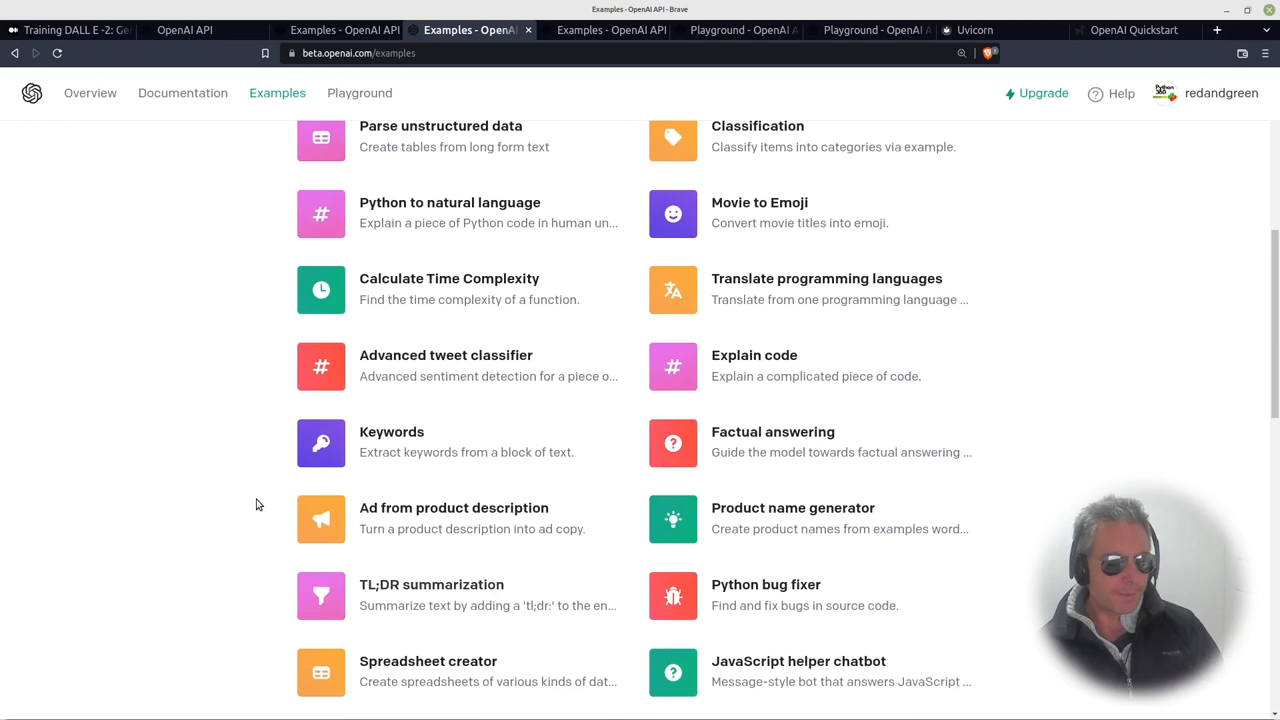 Examples - OpenAI API - Brave
Training DALL E -2: Ge
OpenAI API
Examples - OpenAI API
Examples - OpenAI
Examples - OpenAI API
Playground - OpenAI A
Playground - OpenAI A
Uvicorn
OpenAI Quickstart
beta.openai.com/examples
Overview
Documentation
Examples
Playground
Upgrade
Help
redandgreen
Parse unstructured data
Create tables from long form text
Classification
Classify items into categories via example.
Python to natural language
Explain a piece of Python code in human un...
Movie to Emoji
Convert movie titles into emoji.
Calculate Time Complexity
Find the time complexity of a function.
Translate programming languages
Translate from one programming language ...
Advanced tweet classifier
Advanced sentiment detection for a piece o...
Explain code
Explain a complicated piece of code.
Keywords
Extract keywords from a block of text.
Factual answering
Guide the model towards factual answering ...
Ad from product description
Turn a product description into ad copy.
Product name generator
Create product names from examples word...
TL;DR summarization
Summarize text by adding a 'tl;dr:' to the en...
Python bug fixer
Find and fix bugs in source code.
Spreadsheet creator
Create spreadsheets of various kinds of dat...
JavaScript helper chatbot
Message-style bot that answers JavaScript ...